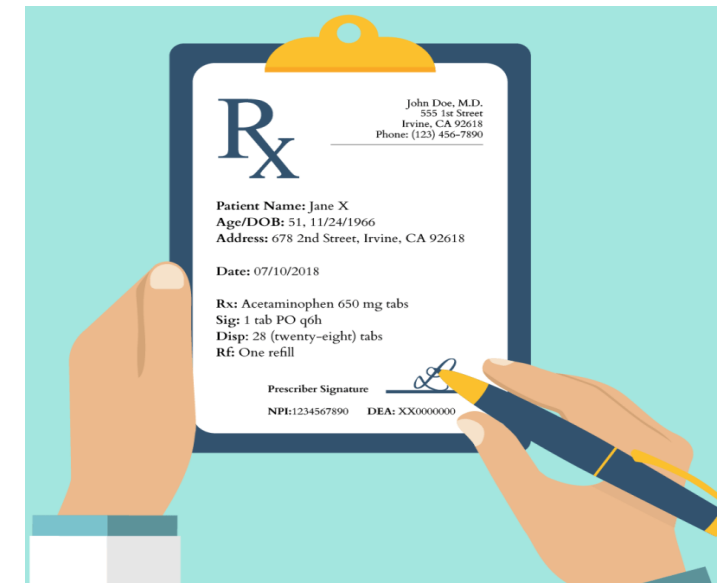 Rx
John Doe, M.D.
555 1st Street
Irvine, CA 92618
Phone: (123) 456-7890
Patient Name: Jane X
Age/DOB: 51, 11/24/1966
Address: 678 2nd Street, Irvine, CA 92618
Date: 07/10/2018
Rx: Acetaminophen 650 mg tabs
Sig: 1 tab PO q6h
Disp: 28 (twenty-eight) tabs
Rf: One refill
Prescriber Signature
NPI:1234567890 DEA: XX0000000